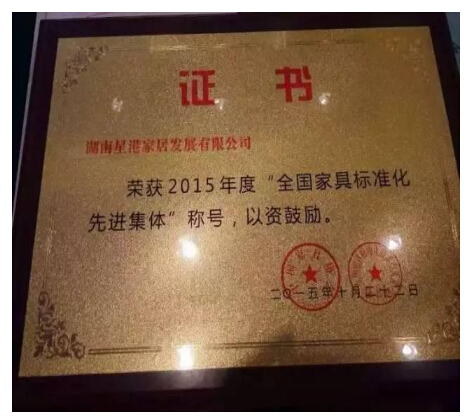 证书
湖南星港家居发展有限公司
荣获2015年度“全国家具标准化
先进集体”称号，以资鼓励。
二〇一五年十月二十二日